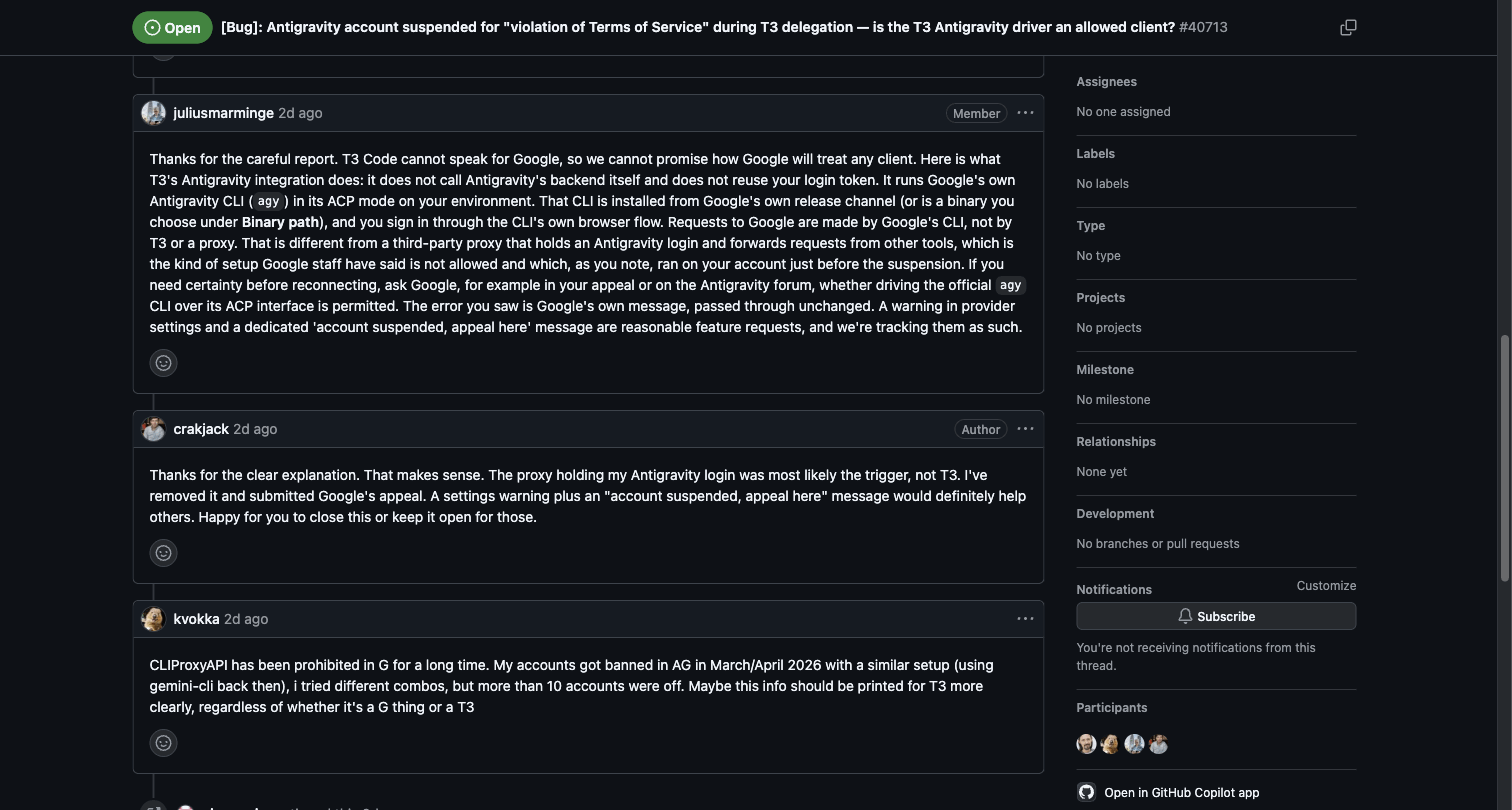 Open
[Bug]: Antigravity account suspended for "violation of Terms of Service" during T3 delegation — is the T3 Antigravity driver an allowed client? #40713
juliusmarminge 2d ago
Member
Thanks for the careful report. T3 Code cannot speak for Google, so we cannot promise how Google will treat any client. Here is what
T3's Antigravity integration does: it does not call Antigravity's backend itself and does not reuse your login token. It runs Google's own
Antigravity CLI ( agy ) in its ACP mode on your environment. That CLI is installed from Google's own release channel (or is a binary you
choose under Binary path), and you sign in through the CLI's own browser flow. Requests to Google are made by Google's CLI, not by
T3 or a proxy. That is different from a third-party proxy that holds an Antigravity login and forwards requests from other tools, which is
the kind of setup Google staff have said is not allowed and which, as you note, ran on your account just before the suspension. If you
need certainty before reconnecting, ask Google, for example in your appeal or on the Antigravity forum, whether driving the official agy
CLI over its ACP interface is permitted. The error you saw is Google's own message, passed through unchanged. A warning in provider
settings and a dedicated 'account suspended, appeal here' message are reasonable feature requests, and we're tracking them as such.
crakjack 2d ago
Author
Thanks for the clear explanation. That makes sense. The proxy holding my Antigravity login was most likely the trigger, not T3. I've
removed it and submitted Google's appeal. A settings warning plus an "account suspended, appeal here" message would definitely help
others. Happy for you to close this or keep it open for those.
kvokka 2d ago
CLIProxyAPI has been prohibited in G for a long time. My accounts got banned in AG in March/April 2026 with a similar setup (using
gemini-cli back then), i tried different combos, but more than 10 accounts were off. Maybe this info should be printed for T3 more
clearly, regardless of whether it's a G thing or a T3
Assignees
No one assigned
Labels
No labels
Type
No type
Projects
No projects
Milestone
No milestone
Relationships
None yet
Development
No branches or pull requests
Notifications
Customize
Subscribe
You're not receiving notifications from this
thread.
Participants
Open in GitHub Copilot app